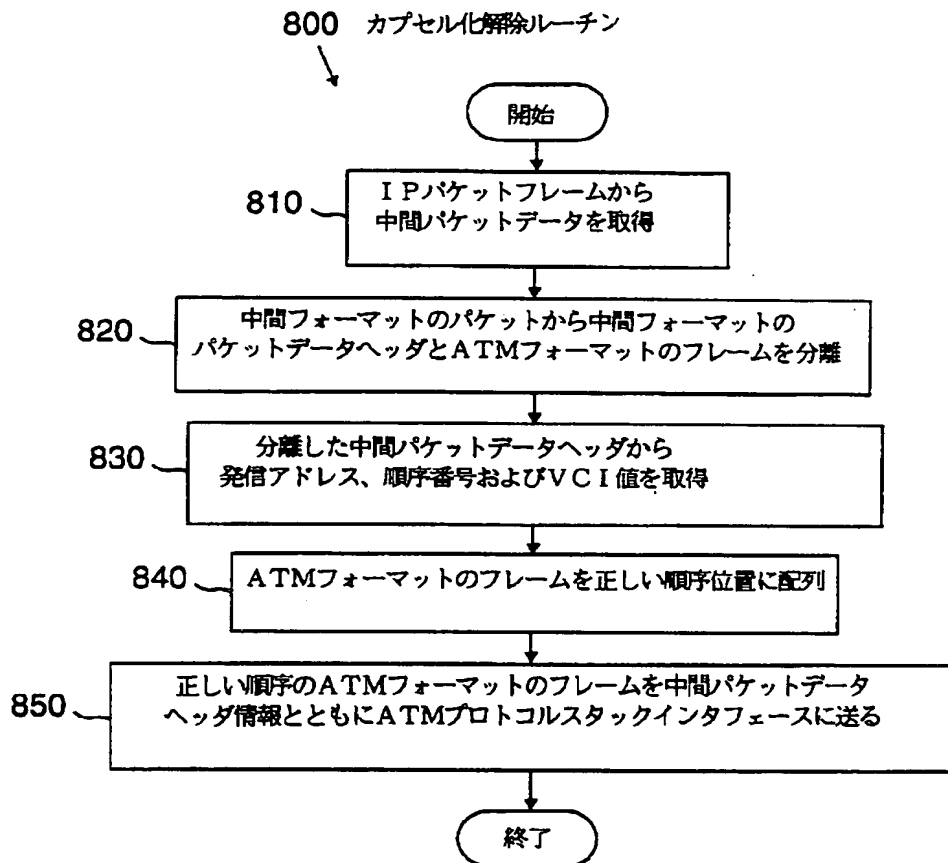 800 カプセル化解除ルーチン
開始
810
ＩＰパケットフレームから
中間パケットデータを取得
820
中間フォーマットのパケットから中間フォーマットの
パケットデータヘッダとＡＴＭフォーマットのフレームを分離
830
分離した中間パケットデータヘッダから
発信アドレス、順序番号およびＶＣＩ値を取得
840
ＡＴＭフォーマットのフレームを正しい順序位置に配列
850
正しい順序のＡＴＭフォーマットのフレームを中間パケットデータ
ヘッダ情報とともにＡＴＭプロトコルスタックインタフェースに送る
終了